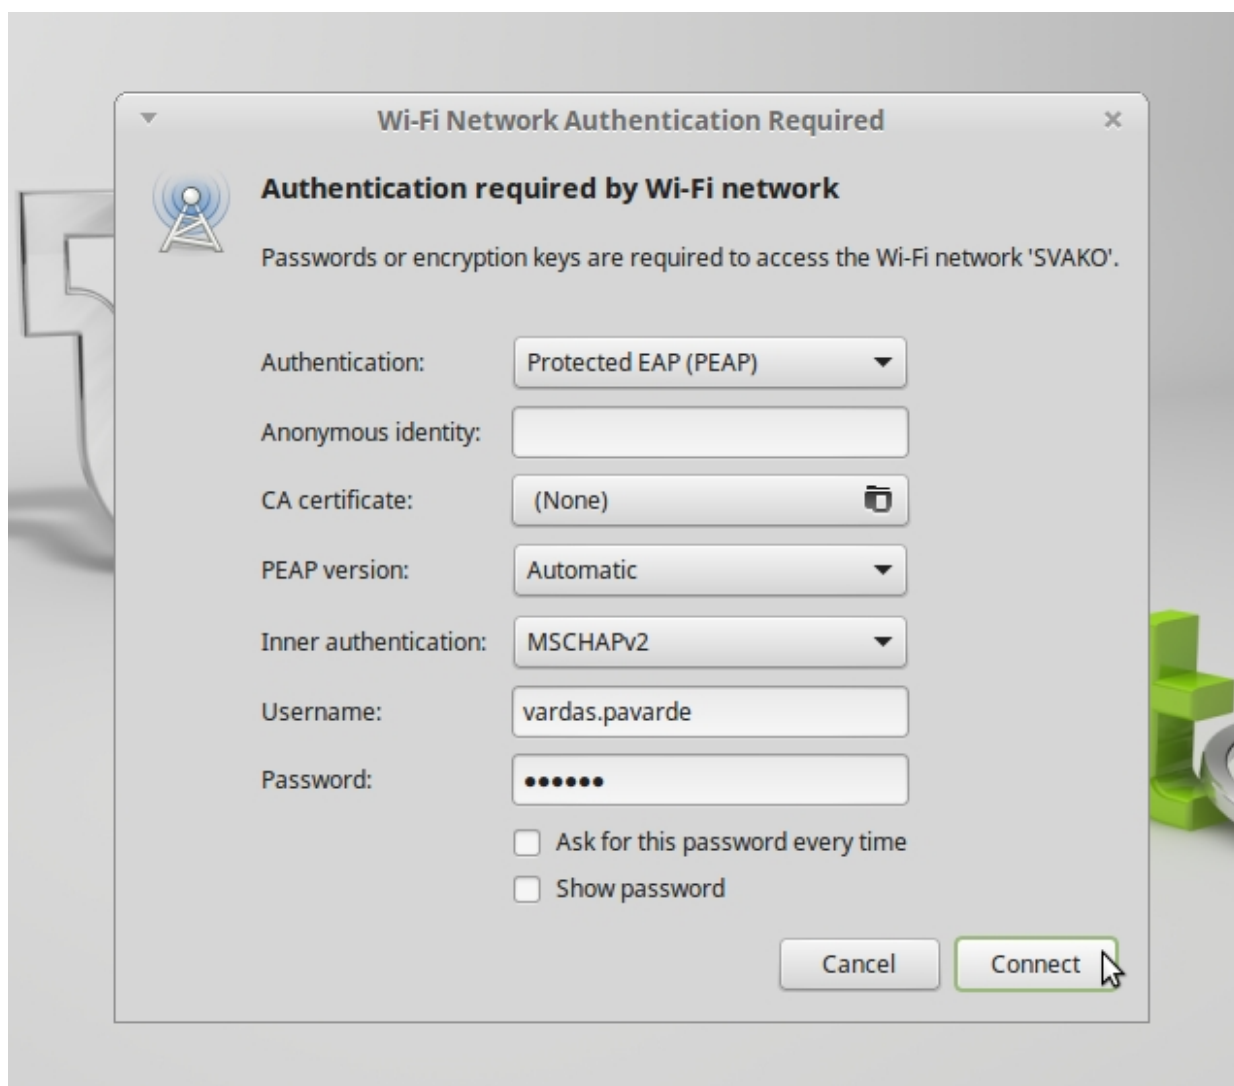 Wi-Fi Network Authentication Required
Authentication required by Wi-Fi network
Passwords or encryption keys are required to access the Wi-Fi network 'SVAKO'.
Authentication: Protected EAP (PEAP)
Anonymous identity:
CA certificate: (None)
PEAP version: Automatic
Inner authentication: MSCHAPv2
Username: vardas.pavarde
Password: ••••••
Ask for this password every time
Show password
Cancel Connect